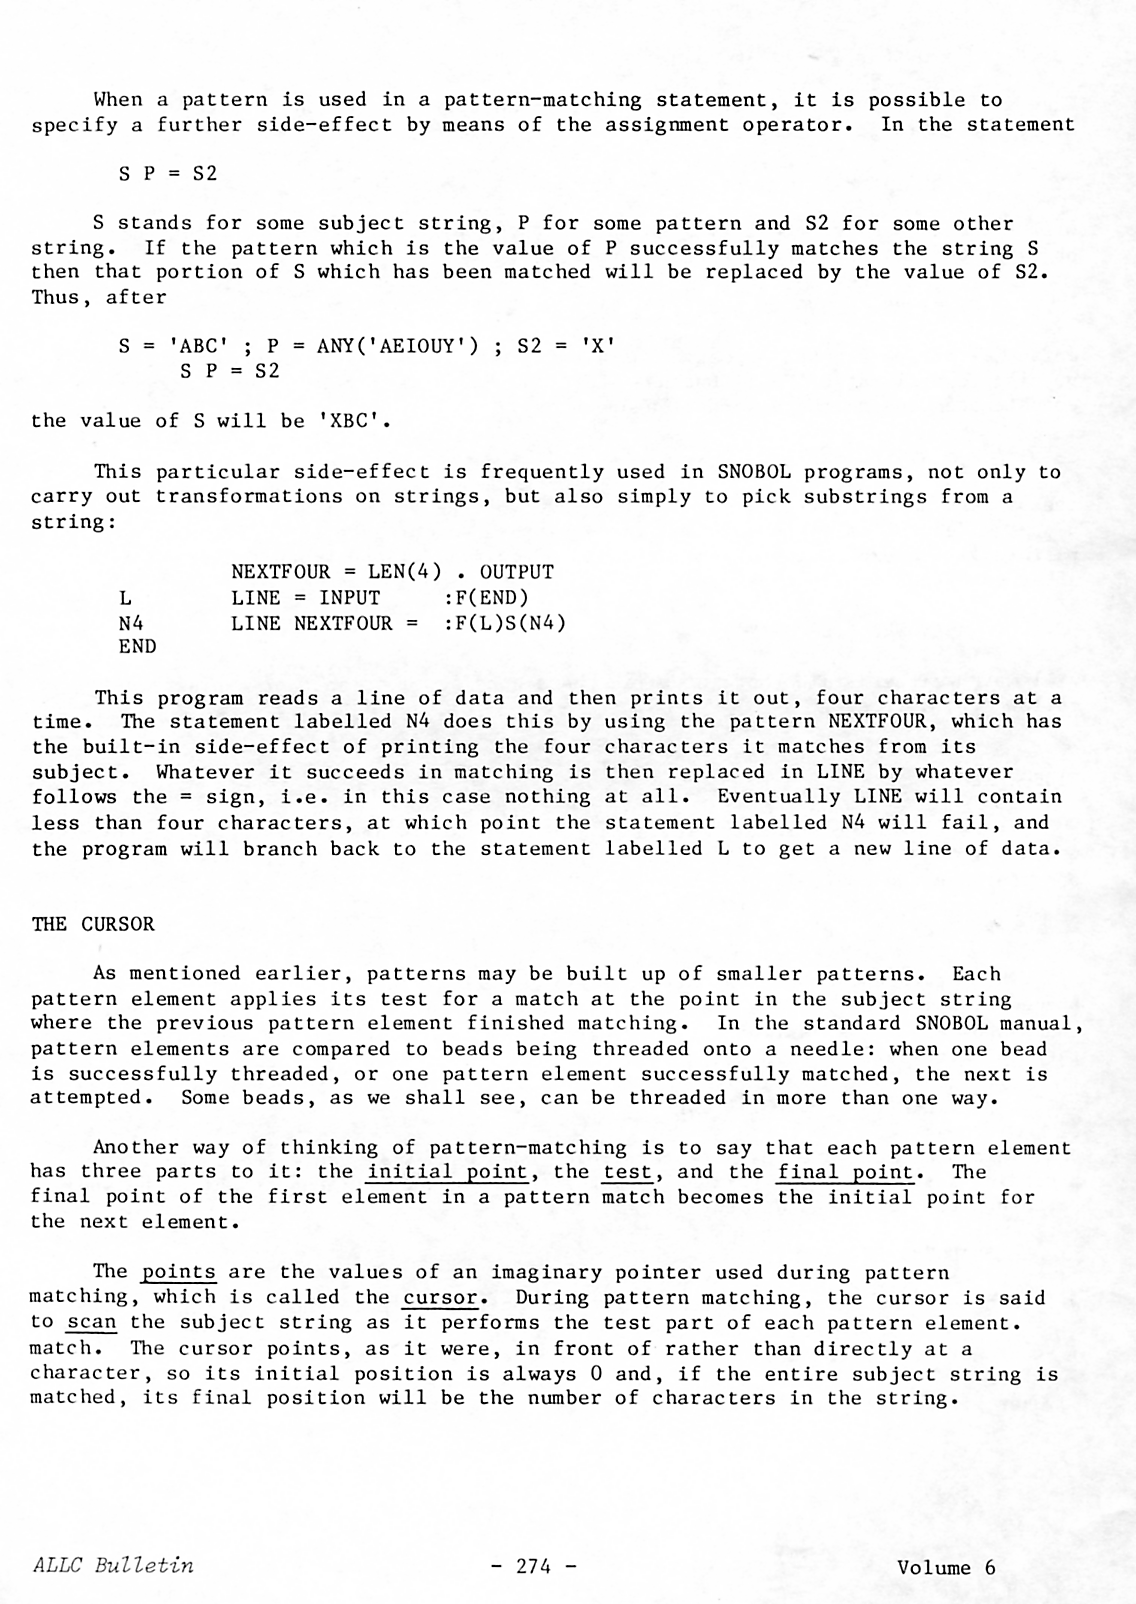 When a pattern is used in a pattern-matching statement, it is possible to
specify a further side-effect by means of the assignment operator. In the statement
S P = S2
S stands for some subject string, P for some pattern and S2 for some other
string. If the pattern which is the value of P successfully matches the string S
then that portion of S which has been matched will be replaced by the value of S2.
Thus, after
S = 'ABC' ; P = ANY('AEIOUY') ; S2 = 'X'
S P = S2
the value of S will be 'XBC'.
This particular side-effect is frequently used in SNOBOL programs, not only to
carry out transformations on strings, but also simply to pick substrings from a
string:
NEXTFOUR = LEN(4) . OUTPUT
L LINE = INPUT :F(END)
N4 LINE NEXTFOUR = :F(L)S(N4)
END
This program reads a line of data and then prints it out, four characters at a
time. The statement labelled N4 does this by using the pattern NEXTFOUR, which has
the built-in side-effect of printing the four characters it matches from its
subject. Whatever it succeeds in matching is then replaced in LINE by whatever
follows the = sign, i.e. in this case nothing at all. Eventually LINE will contain
less than four characters, at which point the statement labelled N4 will fail, and
the program will branch back to the statement labelled L to get a new line of data.
THE CURSOR
As mentioned earlier, patterns may be built up of smaller patterns. Each
pattern element applies its test for a match at the point in the subject string
where the previous pattern element finished matching. In the standard SNOBOL manual,
pattern elements are compared to beads being threaded onto a needle: when one bead
is successfully threaded, or one pattern element successfully matched, the next is
attempted. Some beads, as we shall see, can be threaded in more than one way.
Another way of thinking of pattern-matching is to say that each pattern element
has three parts to it: the initial point, the test, and the final point. The
final point of the first element in a pattern match becomes the initial point for
the next element.
The points are the values of an imaginary pointer used during pattern
matching, which is called the cursor. During pattern matching, the cursor is said
to scan the subject string as it performs the test part of each pattern element.
match. The cursor points, as it were, in front of rather than directly at a
character, so its initial position is always 0 and, if the entire subject string is
matched, its final position will be the number of characters in the string.
ALLC Bulletin - 274 - Volume 6